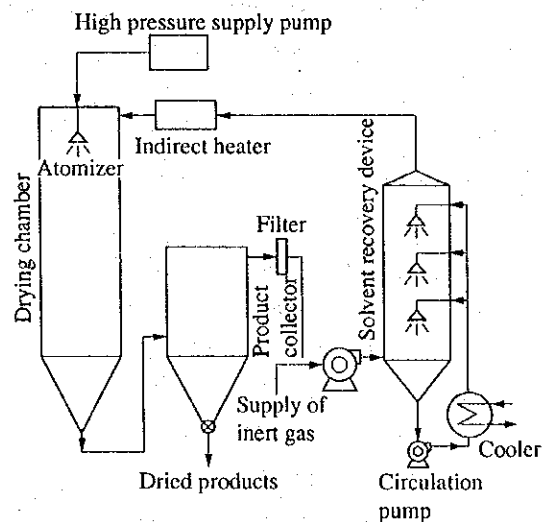 High pressure supply pump
Indirect heater
Atomizer
Drying chamber
Filter
Product
collector
Solvent recovery device
Supply of
inert gas
Dried products
Cooler
Circulation
pump